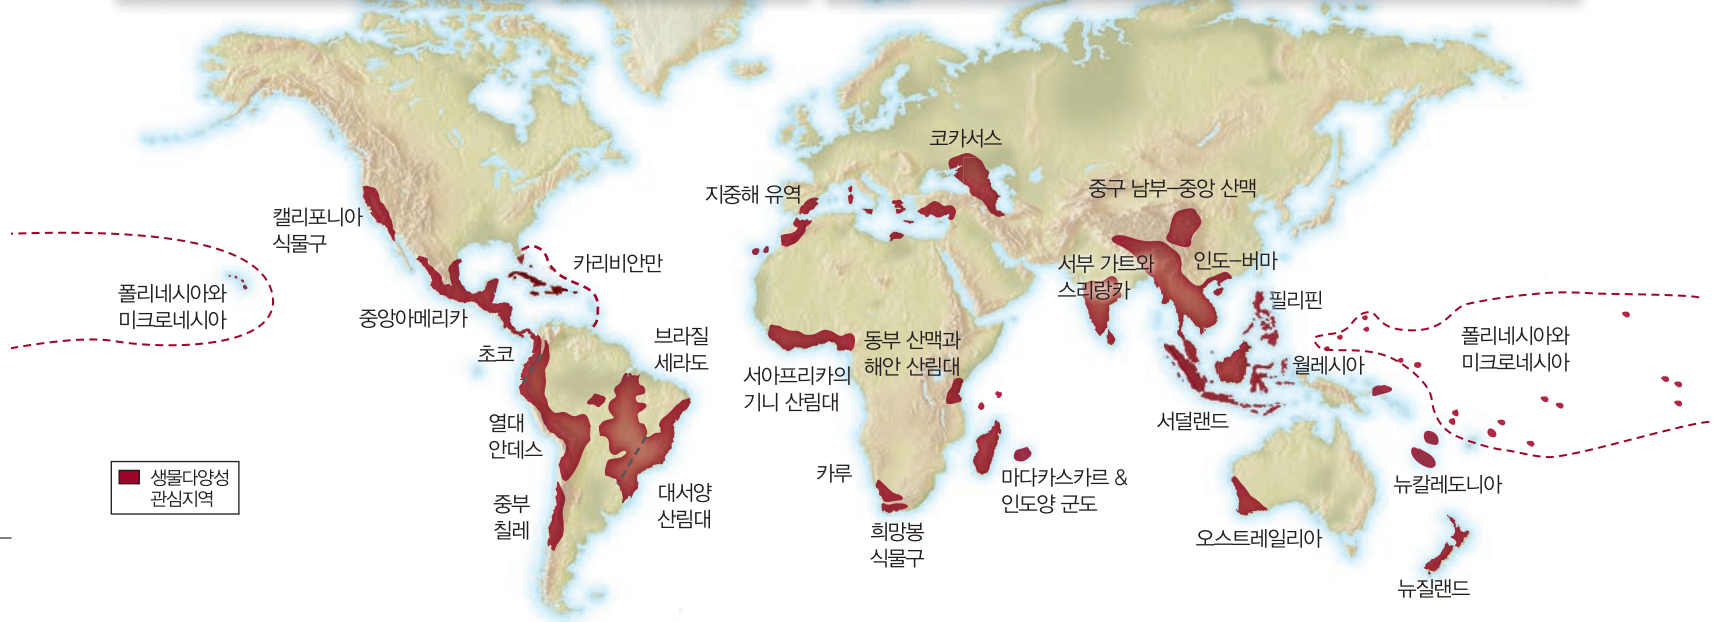 코카서스
지중해 유역
중구 남부–중앙 산맥
캘리포니아
식물구
카리비안만
서부 가트와
스리랑카
인도–버마
폴리네시아와
미크로네시아
필리핀
중앙아메리카
초코
브라질
세라도
동부 산맥과
해안 산림대
폴리네시아와
미크로네시아
월레시아
서아프리카의
기니 산림대
열대
안데스
서덜랜드
생물다양성
관심지역
중부
칠레
대서양
산림대
카루
마다카스카르 &
인도양 군도
뉴칼레도니아
희망봉
식물구
오스트레일리아
뉴질랜드